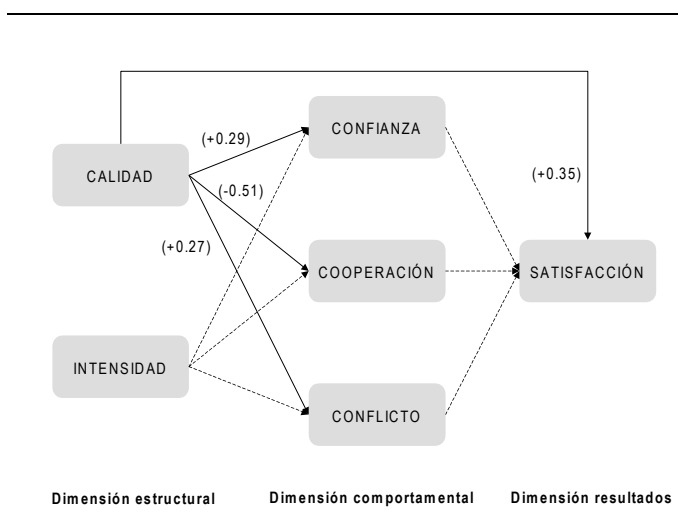 (+0.29)
CONFIANZA
CALIDAD
(+0.35)
(-0.51)
(+0.27)
COOPERACIÓN
SATISFACCIÓN
INTENSIDAD
CONFLICTO
Dimensión estructural
Dimensión comportamental
Dimensión resultados